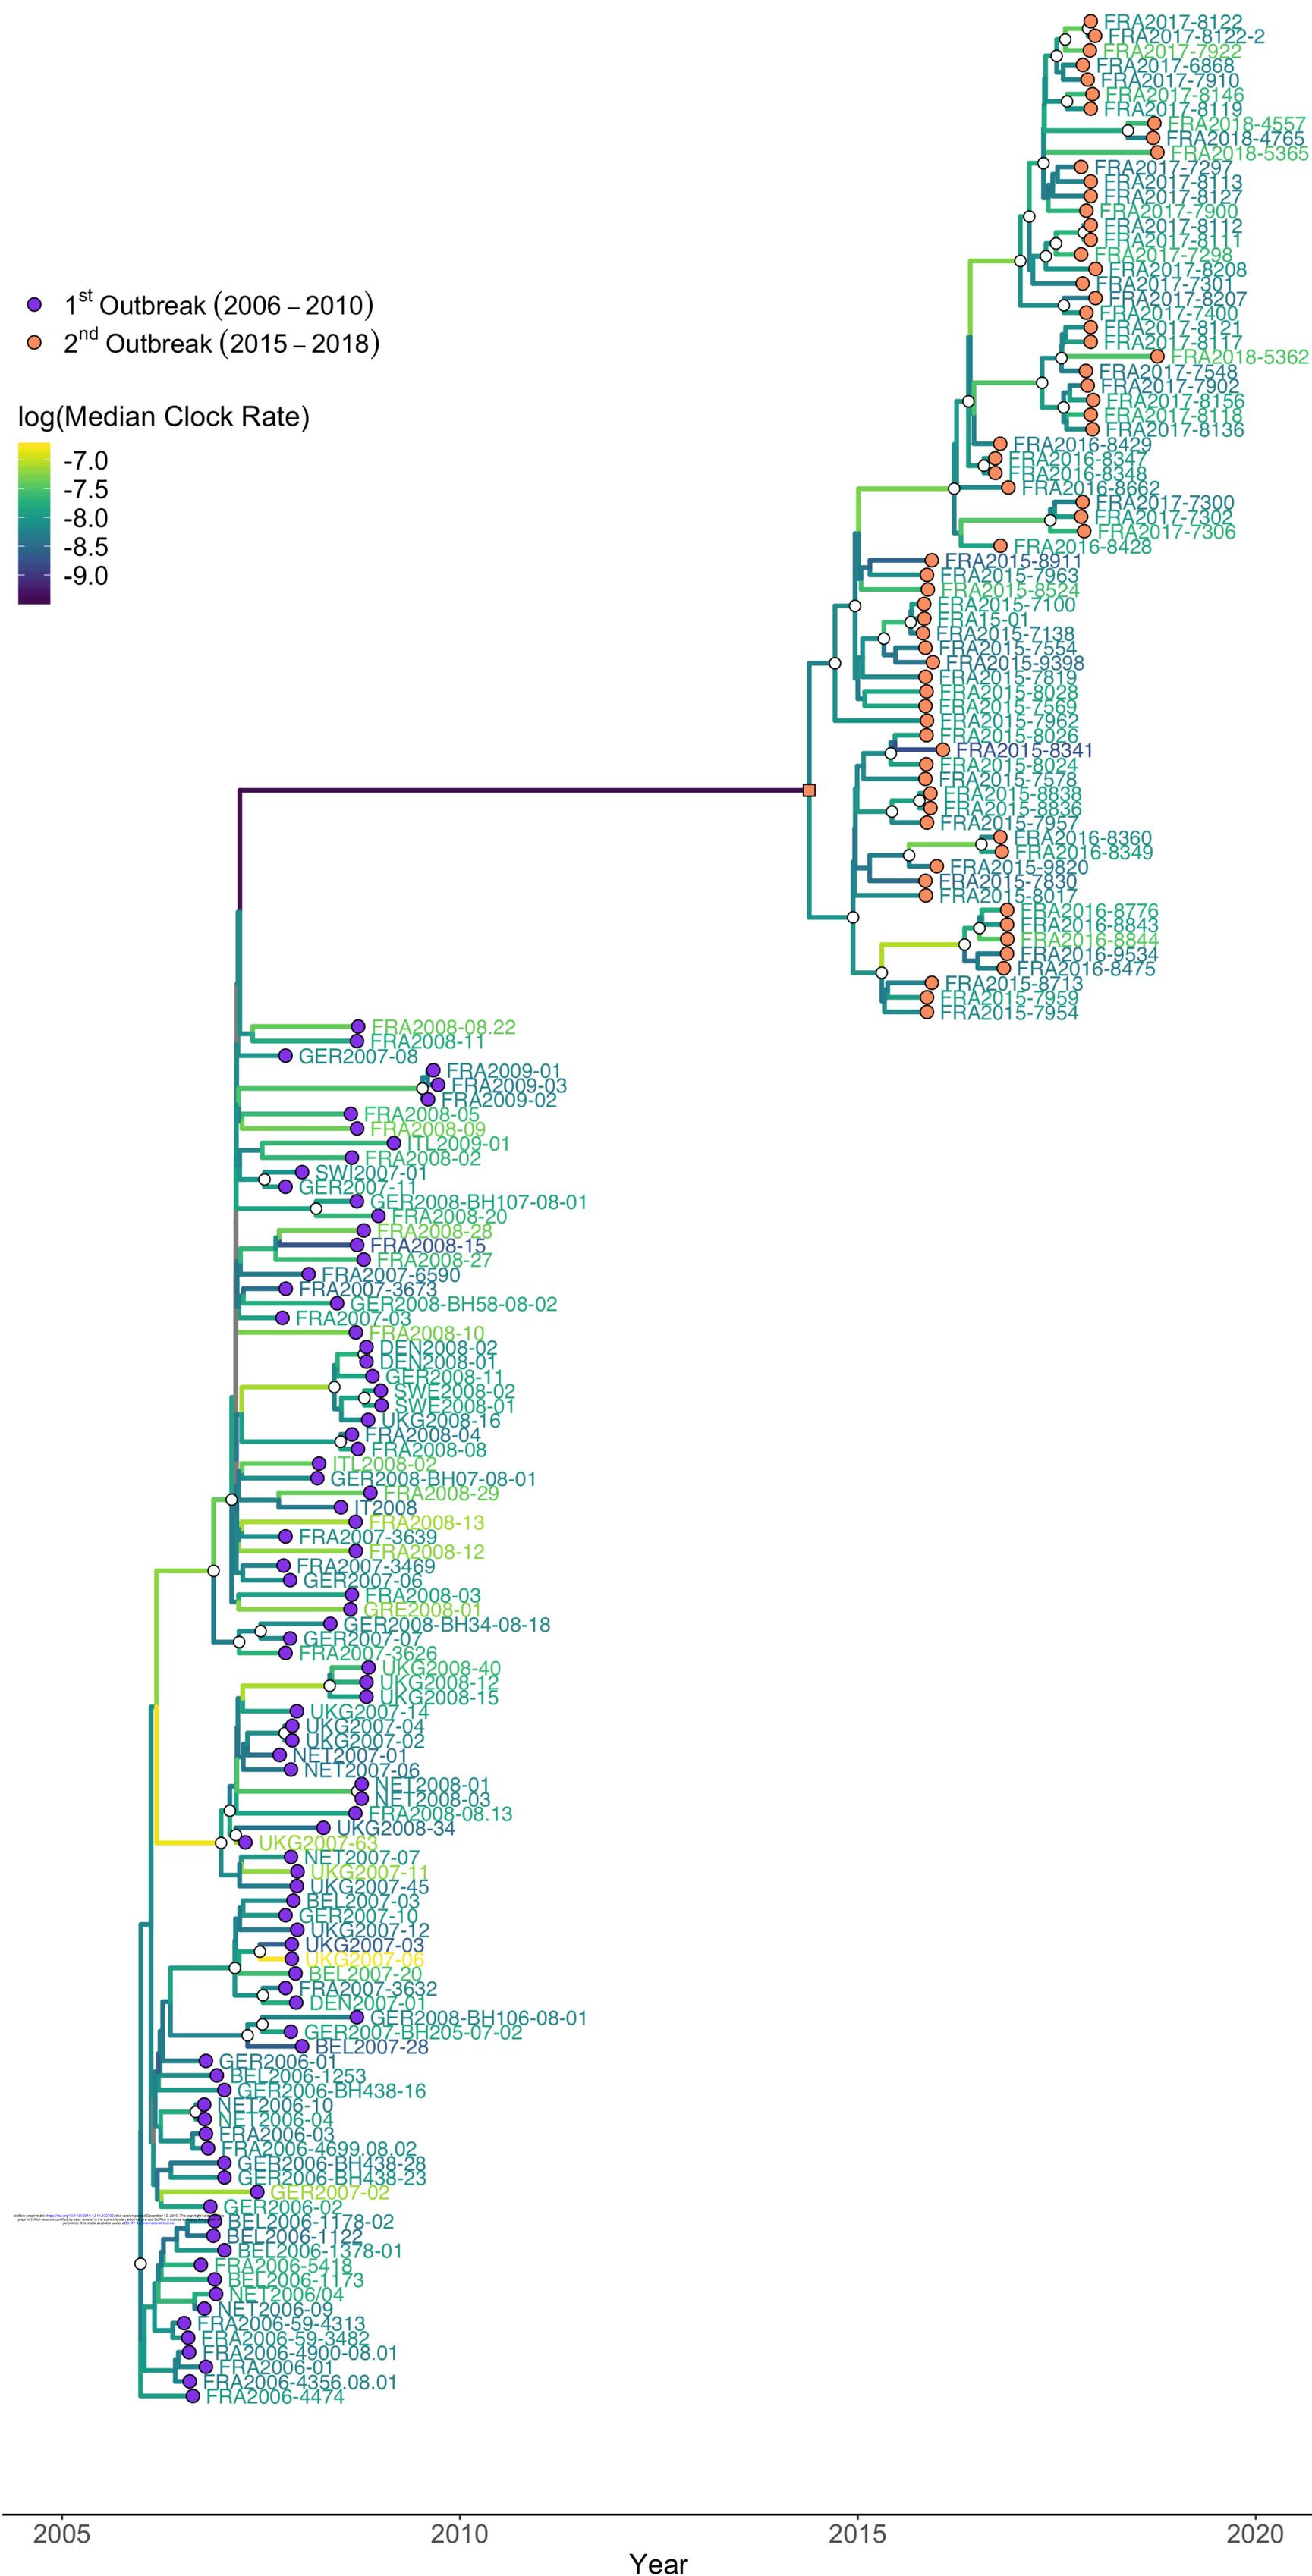 FRA2017-8122
FRA2017-8122-2
FRA2017-7922
FRA2017-6868
FRA2017-7910
FRA2017-8146
FRA2017-8119
FRA2018-4557
FRA2018-4765
FRA2018-5365
FRA2017-7297
FRA2017-8113
FRA2017-8127
FRA2017-7900
FRA2017-8112
FRA2017-8111
FRA2017-7298
FRA2017-8208
FRA2017-7301
FRA2017-8207
FRA2017-7400
FRA2017-8121
FRA2017-8117
FRA2018-5362
FRA2017-7548
FRA2017-7902
FRA2017-8156
FRA2017-8118
FRA2017-8136
FRA2016-8429
FRA2016-8347
FRA2016-8348
FRA2016-8662
FRA2017-7300
FRA2017-7302
FRA2017-7306
FRA2016-8428
FRA2015-8911
FRA2015-7963
FRA2015-8524
FRA2015-7100
FRA15-01
FRA2015-7138
FRA2015-7554
FRA2015-9398
FRA2015-7819
FRA2015-8028
FRA2015-7569
FRA2015-7962
FRA2015-8026
FRA2015-8341
FRA2015-8024
FRA2015-7578
FRA2015-8838
FRA2015-8836
FRA2015-7957
FRA2016-8360
FRA2016-8349
FRA2015-9820
FRA2015-7830
FRA2015-8017
FRA2016-8776
FRA2016-8843
FRA2016-8844
FRA2016-9534
FRA2016-8475
FRA2015-8713
FRA2015-7959
FRA2015-7954
1st Outbreak (2006 – 2010)
2nd Outbreak (2015 – 2018)
log(Median Clock Rate)
-7.0
-7.5
-8.0
-8.5
-9.0
FRA2008-08.22
FRA2008-11
GER2007-08
FRA2009-01
FRA2009-03
FRA2009-02
FRA2008-05
FRA2008-09
ITL2009-01
FRA2008-02
SWI2007-01
GER2007-11
GER2008-BH107-08-01
FRA2008-20
FRA2008-28
FRA2008-15
FRA2008-27
FRA2007-6590
FRA2007-3673
GER2008-BH58-08-02
FRA2007-03
FRA2008-10
DEN2008-02
DEN2008-01
GER2008-11
SWE2008-02
SWE2008-01
UKG2008-16
FRA2008-04
FRA2008-08
ITL2008-02
GER2008-BH07-08-01
FRA2008-29
IT2008
FRA2008-13
FRA2007-3639
FRA2008-12
FRA2007-3469
GER2007-06
FRA2008-03
GRE2008-01
GER2008-BH34-08-18
GER2007-07
FRA2007-3626
UKG2008-40
UKG2008-12
UKG2008-15
UKG2007-14
UKG2007-04
UKG2007-02
NET2007-01
NET2007-06
NET2008-01
NET2008-03
FRA2008-08.13
UKG2008-34
UKG2007-63
NET2007-07
UKG2007-11
UKG2007-45
BEL2007-03
GER2007-10
UKG2007-12
UKG2007-03
UKG2007-06
BEL2007-20
FRA2007-3632
DEN2007-01
GER2008-BH106-08-01
GER2007-BH205-07-02
BEL2007-28
GER2006-01
BEL2006-1253
GER2006-BH438-16
NET2006-10
NET2006-04
FRA2006-03
FRA2006-4699.08.02
GER2006-BH438-28
GER2006-BH438-23
GER2007-02
GER2006-02
BEL2006-1178-02
BEL2006-1122
BEL2006-1378-01
FRA2006-5418
BEL2006-1173
NET2006/04
NET2006-09
FRA2006-59-4313
FRA2006-59-3482
FRA2006-4900-08.01
FRA2006-01
FRA2006-4356.08.01
FRA2006-4474
2005
2010
2015
2020
Year